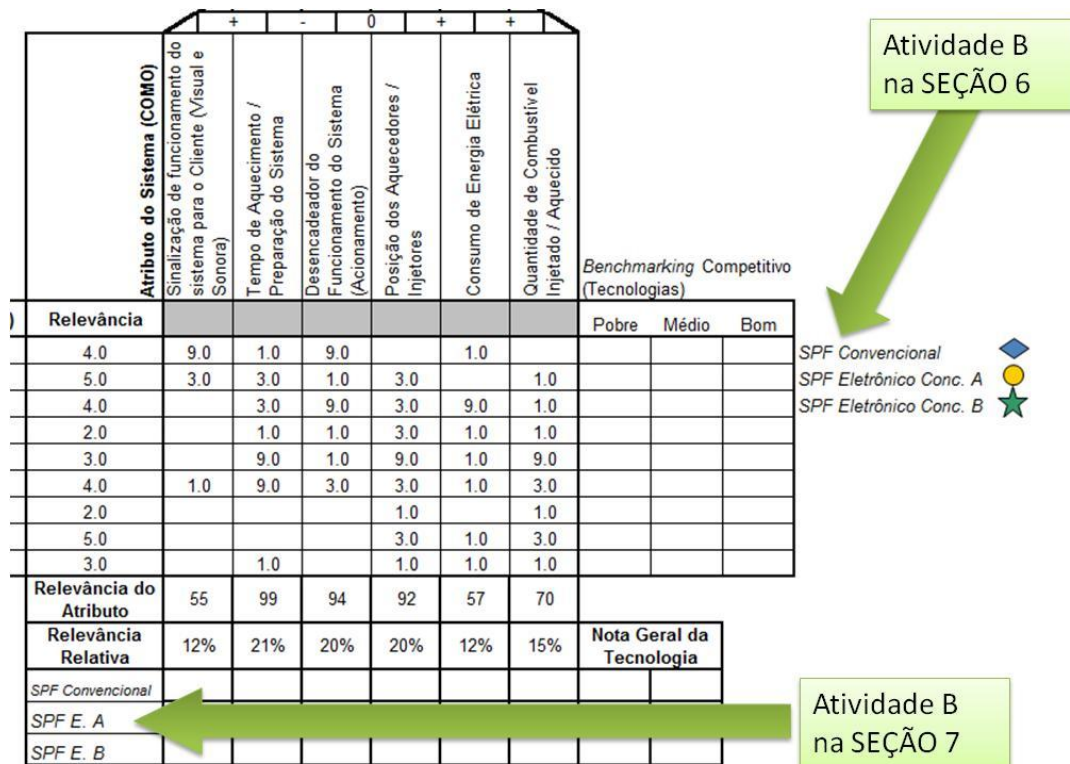 + - 0 + +
Atributo do Sistema (COMO)
Sinalização de funcionamento do
sistema para o Cliente (Visual e
Sonora)
Tempo de Aquecimento /
Preparação do Sistema
Desencadeador do
Funcionamento do Sistema
(Acionamento)
Posição dos Aquecedores /
Injetores
Consumo de Energia Elétrica
Quantidade de Combustível
Injetado / Aquecido
Benchmarking Competitivo
(Tecnologias)
Atividade B
na SEÇÃO 6
) Relevância Pobre Médio Bom
4.0 9.0 1.0 9.0 1.0
SPF Convencional
5.0 3.0 3.0 1.0 3.0 1.0
SPF Eletrônico Conc. A
4.0 3.0 9.0 3.0 9.0 1.0
SPF Eletrônico Conc. B
2.0 1.0 1.0 3.0 1.0 1.0
3.0 9.0 1.0 9.0 1.0 9.0
4.0 1.0 9.0 3.0 3.0 1.0 3.0
2.0 1.0 1.0
5.0 3.0 1.0 3.0
3.0 1.0 1.0 1.0 1.0
Relevância do
Atributo
55 99 94 92 57 70
Relevância
Relativa
12% 21% 20% 20% 12% 15%
Nota Geral da
Tecnologia
SPF Convencional
SPF E. A
SPF E. B
Atividade B
na SEÇÃO 7